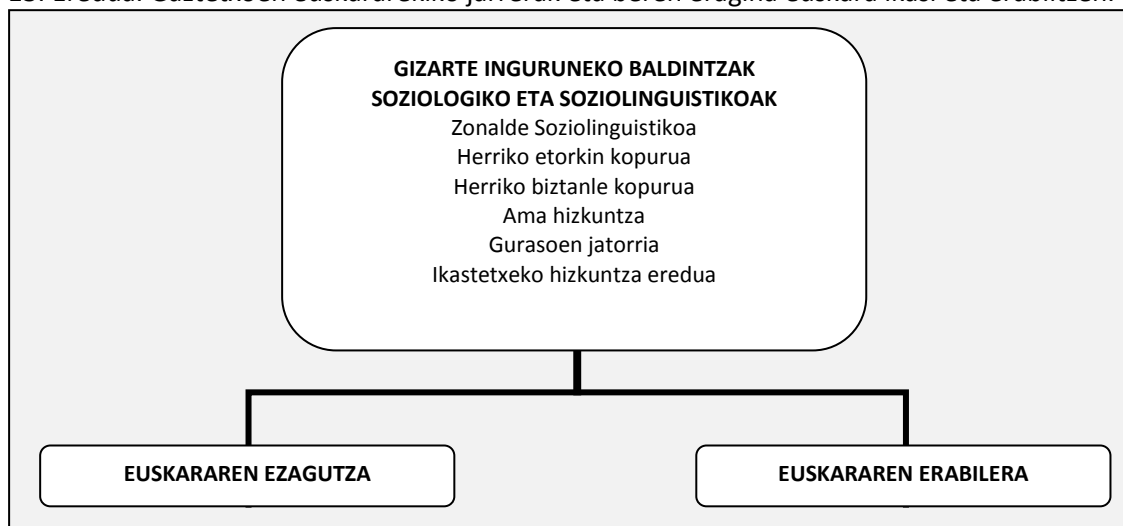 GIZARTE INGURUNEKO BALDINTZAK
SOZIOLOGIKO ETA SOZIOLINGUISTIKOAK
Zonalde Soziolinguistikoa
Herriko etorkin kopurua
Herriko biztanle kopurua
Ama hizkuntza
Gurasoen jatorria
Ikastetxeko hizkuntza eredua
EUSKARAREN EZAGUTZA
EUSKARAREN ERABILERA